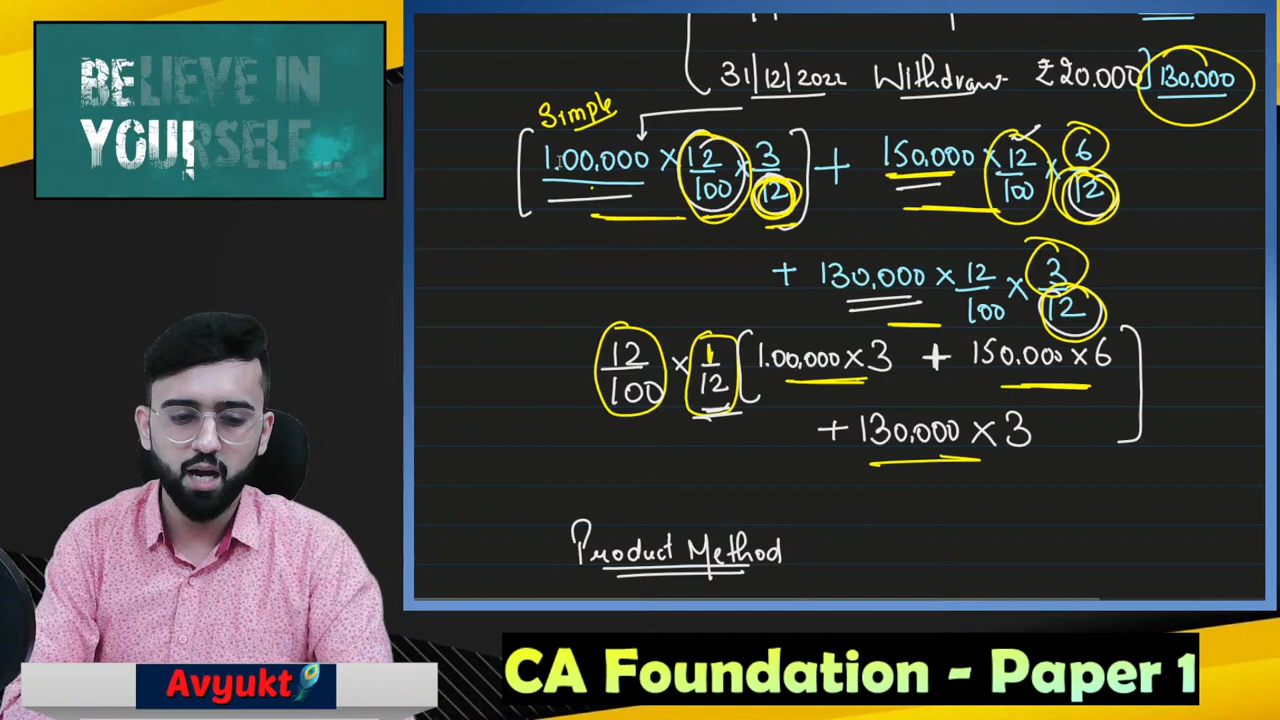 BELIEVE IN
YOURSELF...
31/12/2022 Withdraw ₹20.000] 130,000
Simple
[1.00,000 × 12/100 × 3/12] + 150,000 × 12/100 × 6/12
+ 130,000 × 12/100 × 3/12
12/100 × 1/12 [1.00,000 × 3 + 150.000 × 6
+ 130,000 × 3]
Product Method
Avyukt
CA Foundation - Paper 1